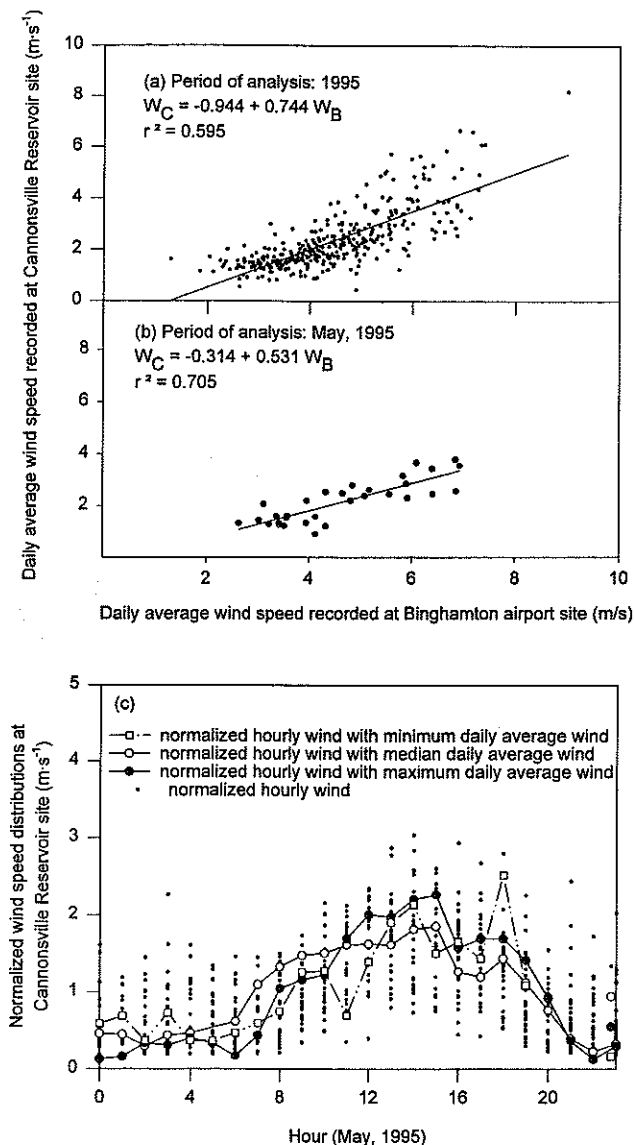 Daily average wind speed recorded at Cannonsville Reservoir site (m·s⁻¹)
10
8
6
4
2
0
(a) Period of analysis: 1995
W_C = -0.944 + 0.744 W_B
r ² = 0.595
8
6
4
2
(b) Period of analysis: May, 1995
W_C = -0.314 + 0.531 W_B
r ² = 0.705
2 4 6 8 10
Daily average wind speed recorded at Binghamton airport site (m/s)
Normalized wind speed distributions at
Cannonsville Reservoir site (m·s⁻¹)
5
4
3
2
1
0
(c)
normalized hourly wind with minimum daily average wind
normalized hourly wind with median daily average wind
normalized hourly wind with maximum daily average wind
normalized hourly wind
0 4 8 12 16 20
Hour (May, 1995)